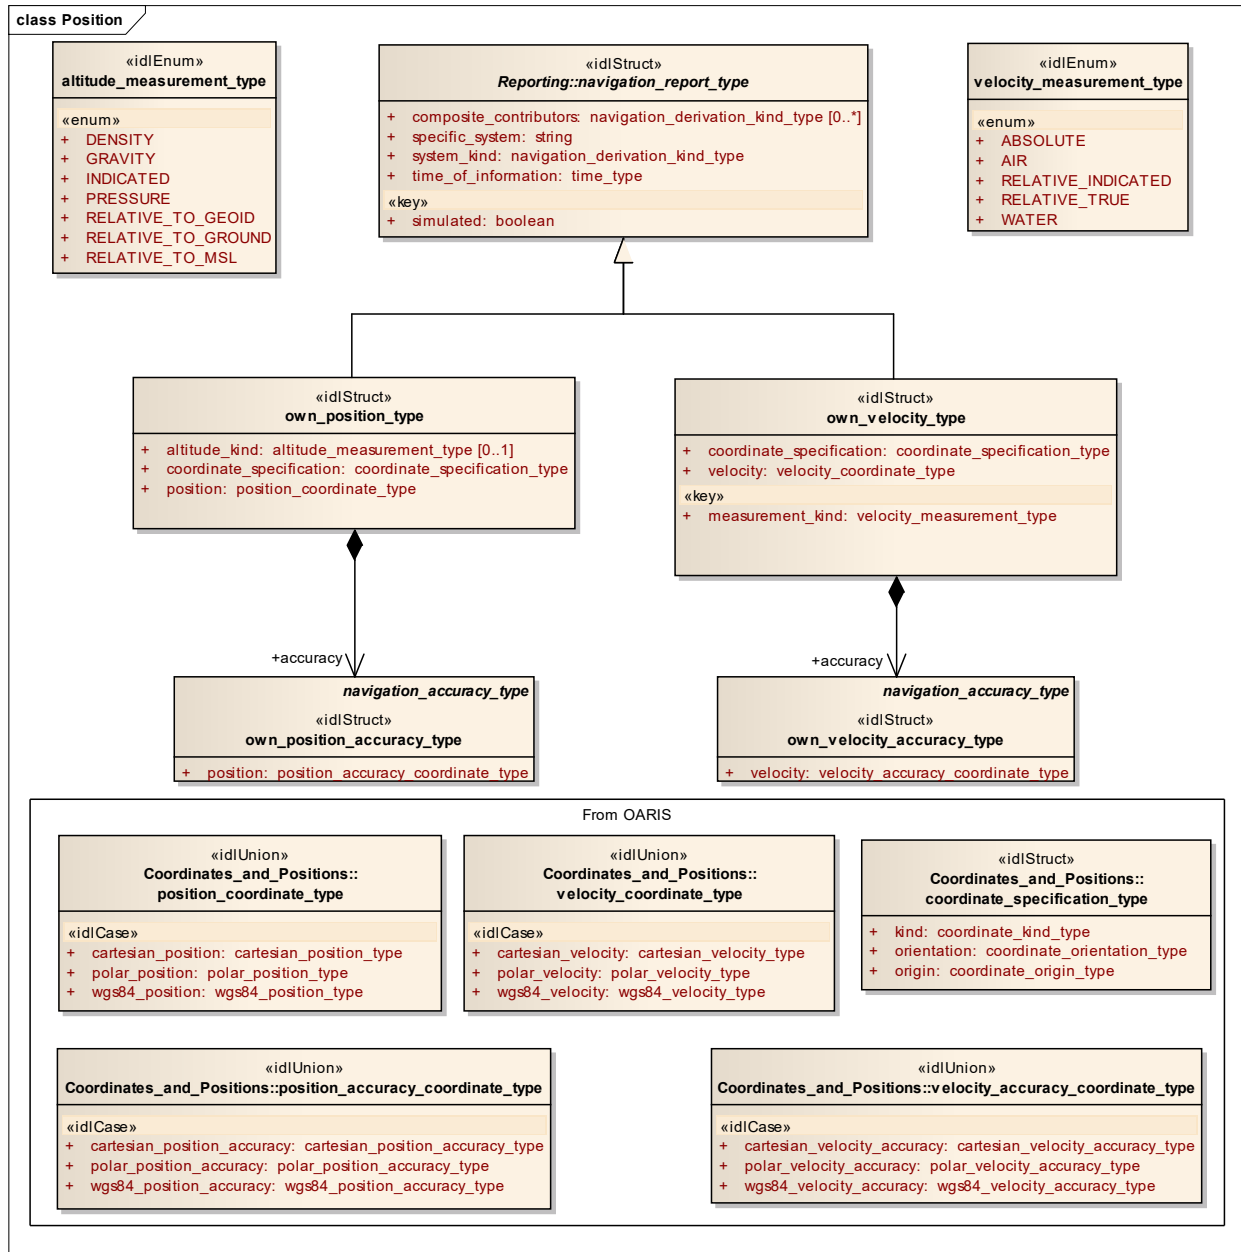 class Position
«idlEnum»
altitude_measurement_type
«enum»
+ DENSITY
+ GRAVITY
+ INDICATED
+ PRESSURE
+ RELATIVE_TO_GEOID
+ RELATIVE_TO_GROUND
+ RELATIVE_TO_MSL
«idlStruct»
Reporting::navigation_report_type
+ composite_contributors: navigation_derivation_kind_type [0..*]
+ specific_system: string
+ system_kind: navigation_derivation_kind_type
+ time_of_information: time_type
«key»
+ simulated: boolean
«idlEnum»
velocity_measurement_type
«enum»
+ ABSOLUTE
+ AIR
+ RELATIVE_INDICATED
+ RELATIVE_TRUE
+ WATER
«idlStruct»
own_position_type
+ altitude_kind: altitude_measurement_type [0..1]
+ coordinate_specification: coordinate_specification_type
+ position: position_coordinate_type
«idlStruct»
own_velocity_type
+ coordinate_specification: coordinate_specification_type
+ velocity: velocity_coordinate_type
«key»
+ measurement_kind: velocity_measurement_type
+accuracy
+accuracy
navigation_accuracy_type
«idlStruct»
own_position_accuracy_type
+ position: position_accuracy_coordinate_type
navigation_accuracy_type
«idlStruct»
own_velocity_accuracy_type
+ velocity: velocity_accuracy_coordinate_type
From OARIS
«idlUnion»
Coordinates_and_Positions::
position_coordinate_type
«idlCase»
+ cartesian_position: cartesian_position_type
+ polar_position: polar_position_type
+ wgs84_position: wgs84_position_type
«idlUnion»
Coordinates_and_Positions::
velocity_coordinate_type
«idlCase»
+ cartesian_velocity: cartesian_velocity_type
+ polar_velocity: polar_velocity_type
+ wgs84_velocity: wgs84_velocity_type
«idlStruct»
Coordinates_and_Positions::
coordinate_specification_type
+ kind: coordinate_kind_type
+ orientation: coordinate_orientation_type
+ origin: coordinate_origin_type
«idlUnion»
Coordinates_and_Positions::position_accuracy_coordinate_type
«idlCase»
+ cartesian_position_accuracy: cartesian_position_accuracy_type
+ polar_position_accuracy: polar_position_accuracy_type
+ wgs84_position_accuracy: wgs84_position_accuracy_type
«idlUnion»
Coordinates_and_Positions::velocity_accuracy_coordinate_type
«idlCase»
+ cartesian_velocity_accuracy: cartesian_velocity_accuracy_type
+ polar_velocity_accuracy: polar_velocity_accuracy_type
+ wgs84_velocity_accuracy: wgs84_velocity_accuracy_type